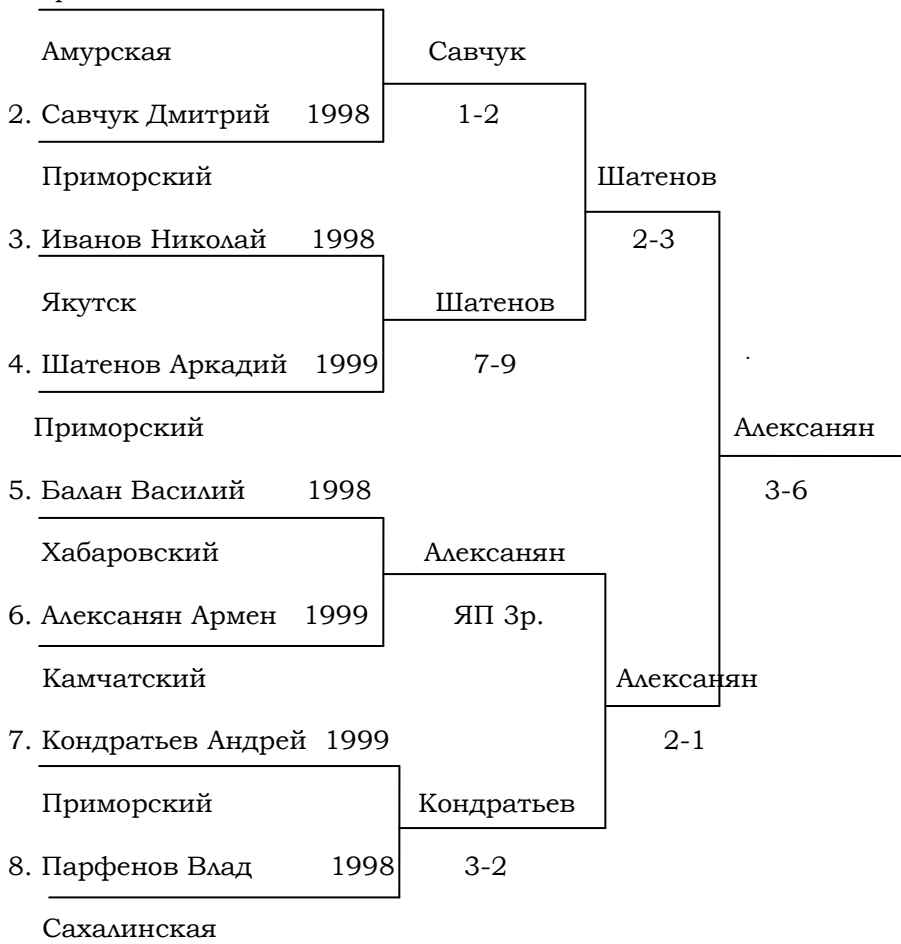 Амурская Савчук
2. Савчук Дмитрий 1998 1-2
Приморский Шатенов
3. Иванов Николай 1998 2-3
Якутск Шатенов
4. Шатенов Аркадий 1999 7-9
Приморский Алексанян
5. Балан Василий 1998 3-6
Хабаровский Алексанян
6. Алексанян Армен 1999 ЯП 3р.
Камчатский Алексанян
7. Кондратьев Андрей 1999 2-1
Приморский Кондратьев
8. Парфенов Влад 1998 3-2
Сахалинская